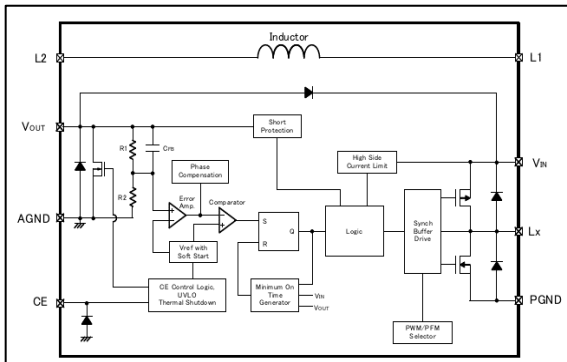 Inductor
L2
L1
VOUT
Short
Protection
R1
CFB
High Side
Current Limit
VIN
Phase
Compensation
R2
Error
Amp.
Comparator
S
Q
R
Logic
Synch
Buffer
Drive
Lx
AGND
Vref with
Soft Start
CE Control Logic,
UVLO
Thermal Shutdown
Minimum On
Time
Generator
VIN
VOUT
CE
PGND
PWM/PFM
Selector